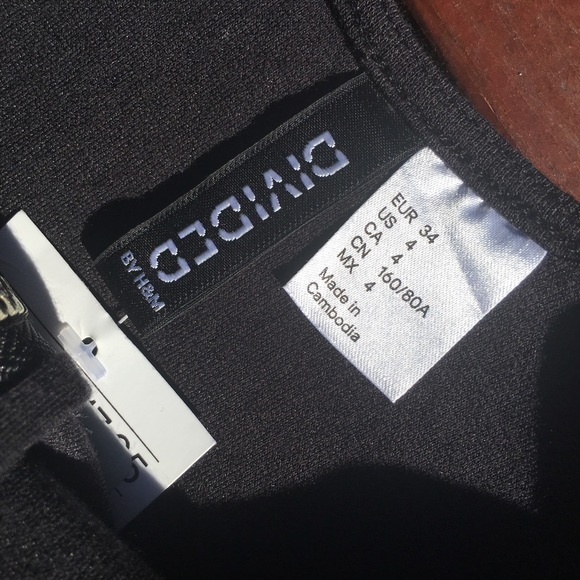 DIVIDED
BY H&M
EUR 34
US 4
CA 4
CN 160/80A
MX 4
Made in
Cambodia